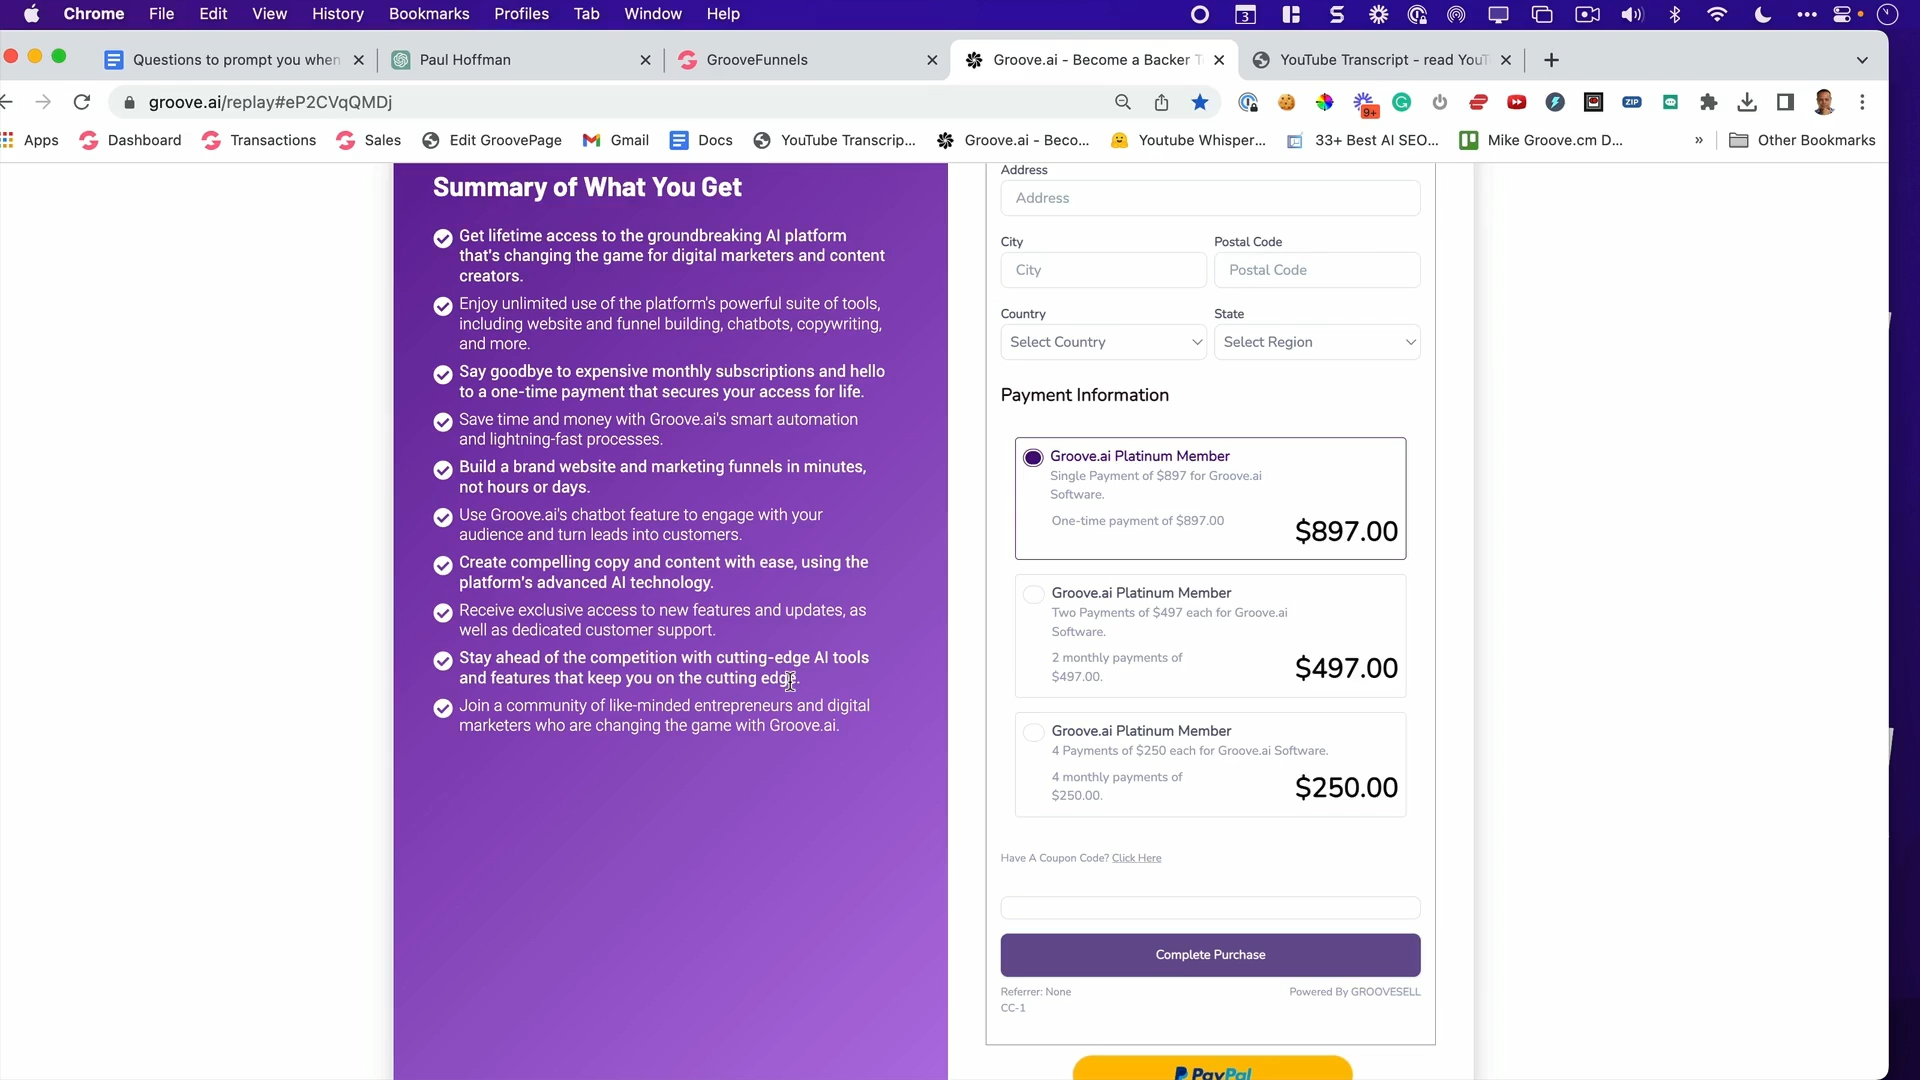 Chrome File Edit View History Bookmarks Profiles Tab Window Help
3
Questions to prompt you when
Paul Hoffman
GrooveFunnels
Groove.ai - Become a Backer T
YouTube Transcript - read YouT
groove.ai/replay#eP2CVqQMDj
9+
ZIP
Apps
Dashboard
Transactions
Sales
Edit GroovePage
Gmail
Docs
YouTube Transcrip...
Groove.ai - Beco...
Youtube Whisper...
33+ Best AI SEO...
Mike Groove.cm D...
»
Other Bookmarks
Summary of What You Get
Get lifetime access to the groundbreaking AI platform
that's changing the game for digital marketers and content
creators.
Enjoy unlimited use of the platform's powerful suite of tools,
including website and funnel building, chatbots, copywriting,
and more.
Say goodbye to expensive monthly subscriptions and hello
to a one-time payment that secures your access for life.
Save time and money with Groove.ai's smart automation
and lightning-fast processes.
Build a brand website and marketing funnels in minutes,
not hours or days.
Use Groove.ai's chatbot feature to engage with your
audience and turn leads into customers.
Create compelling copy and content with ease, using the
platform's advanced AI technology.
Receive exclusive access to new features and updates, as
well as dedicated customer support.
Stay ahead of the competition with cutting-edge AI tools
and features that keep you on the cutting edge.
Join a community of like-minded entrepreneurs and digital
marketers who are changing the game with Groove.ai.
Address
Address
City Postal Code
City Postal Code
Country State
Select Country Select Region
Payment Information
Groove.ai Platinum Member
Single Payment of $897 for Groove.ai
Software.
One-time payment of $897.00
$897.00
Groove.ai Platinum Member
Two Payments of $497 each for Groove.ai
Software.
2 monthly payments of
$497.00.
$497.00
Groove.ai Platinum Member
4 Payments of $250 each for Groove.ai Software.
4 monthly payments of
$250.00.
$250.00
Have A Coupon Code? Click Here
Complete Purchase
Referrer: None Powered By GROOVESELL
CC-1
PayPal